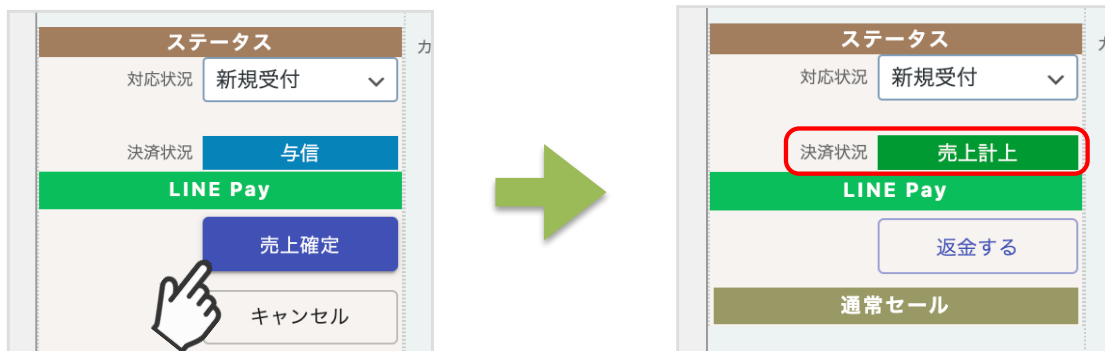 ステータス
カ
対応状況 新規受付
決済状況 与信
LINE Pay
売上確定
キャンセル
ステータス
カ
対応状況 新規受付
決済状況 売上計上
LINE Pay
返金する
通常セール